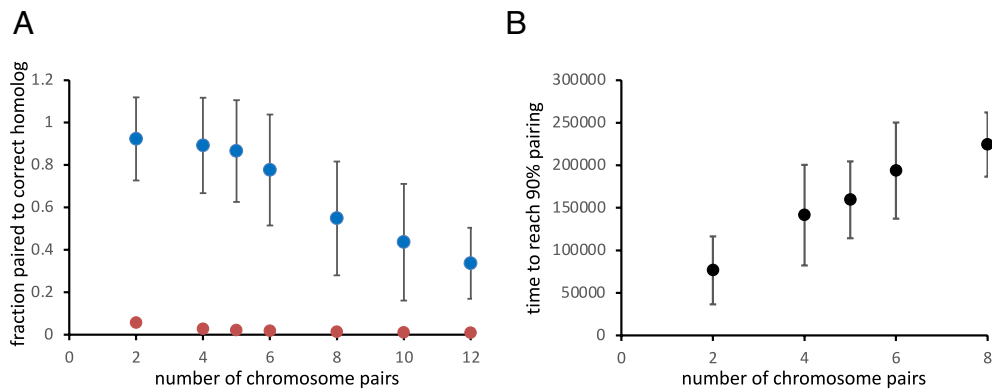 A
B
fraction paired to correct homolog
1.2
1
0.8
0.6
0.4
0.2
0
0 2 4 6 8 10 12
number of chromosome pairs
time to reach 90% pairing
300000
250000
200000
150000
100000
50000
0
0 2 4 6 8
number of chromosome pairs